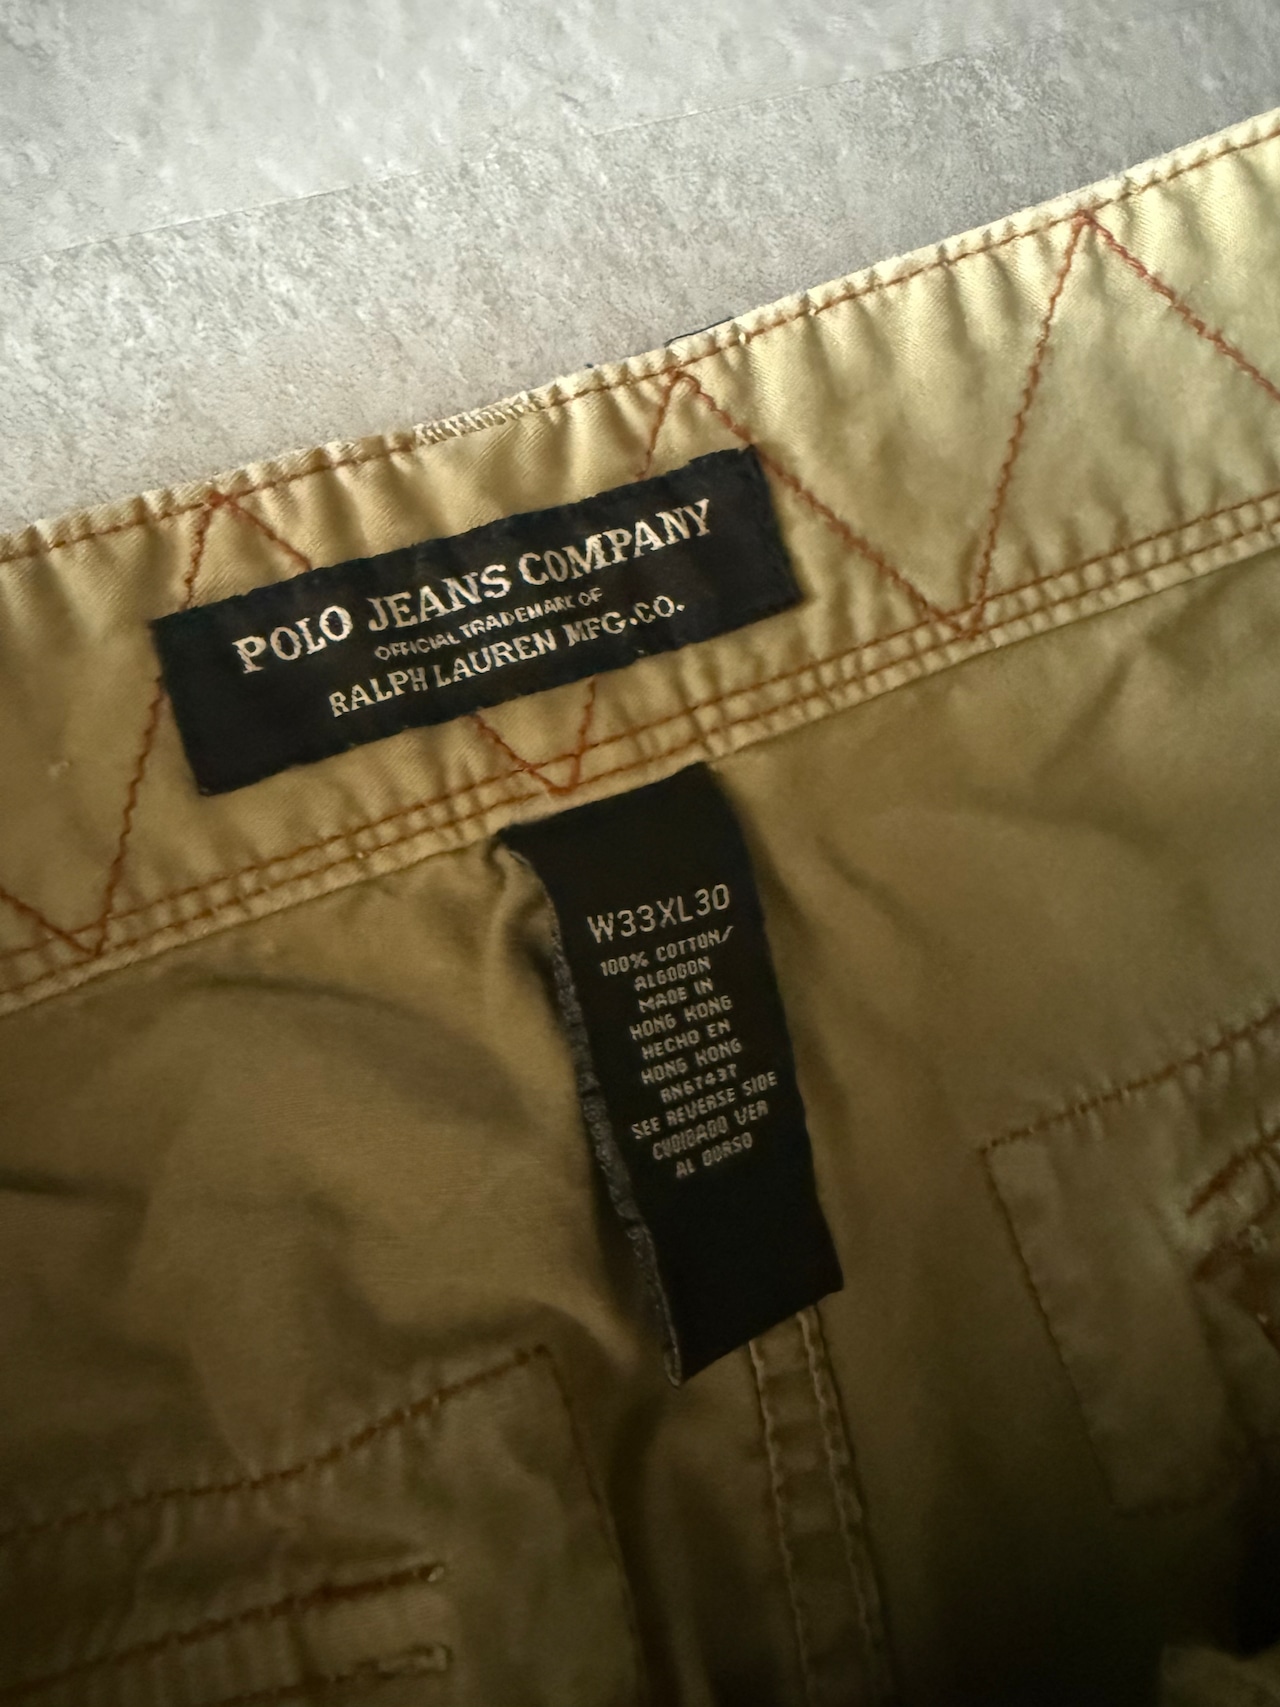 POLO JEANS COMPANY
OFFICIAL TRADEMARK OF
RALPH LAUREN MFG.CO.
W33XL30
100% COTTON/
ALGODON
MADE IN
HONG KONG
HECHO EN
HONG KONG
RN6743T
SEE REVERSE SIDE
CUIDADO VER
AL DORSO